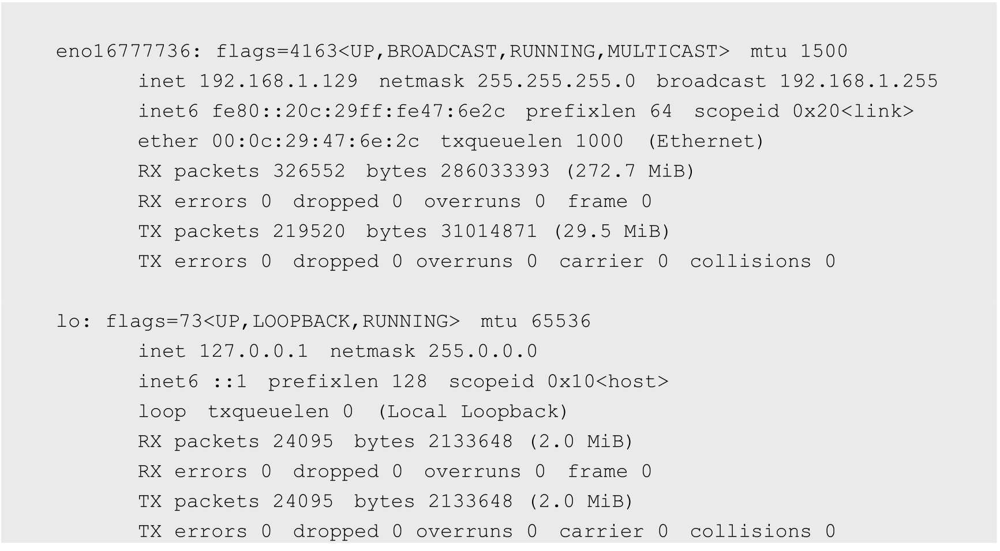 eno16777736: flags=4163<UP,BROADCAST,RUNNING,MULTICAST> mtu 1500
inet 192.168.1.129 netmask 255.255.255.0 broadcast 192.168.1.255
inet6 fe80::20c:29ff:fe47:6e2c prefixlen 64 scopeid 0x20<link>
ether 00:0c:29:47:6e:2c txqueuelen 1000 (Ethernet)
RX packets 326552 bytes 286033393 (272.7 MiB)
RX errors 0 dropped 0 overruns 0 frame 0
TX packets 219520 bytes 31014871 (29.5 MiB)
TX errors 0 dropped 0 overruns 0 carrier 0 collisions 0
lo: flags=73<UP,LOOPBACK,RUNNING> mtu 65536
inet 127.0.0.1 netmask 255.0.0.0
inet6 ::1 prefixlen 128 scopeid 0x10<host>
loop txqueuelen 0 (Local Loopback)
RX packets 24095 bytes 2133648 (2.0 MiB)
RX errors 0 dropped 0 overruns 0 frame 0
TX packets 24095 bytes 2133648 (2.0 MiB)
TX errors 0 dropped 0 overruns 0 carrier 0 collisions 0